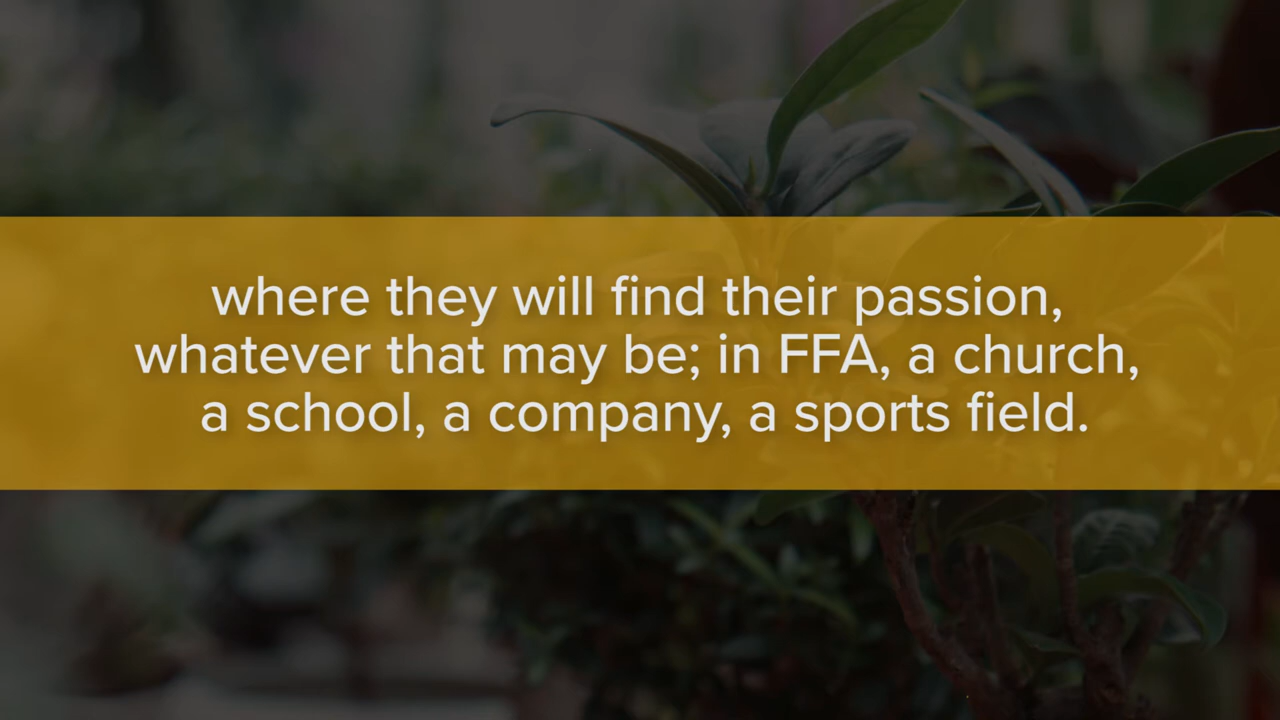 where they will find their passion,
whatever that may be; in FFA, a church,
a school, a company, a sports field.